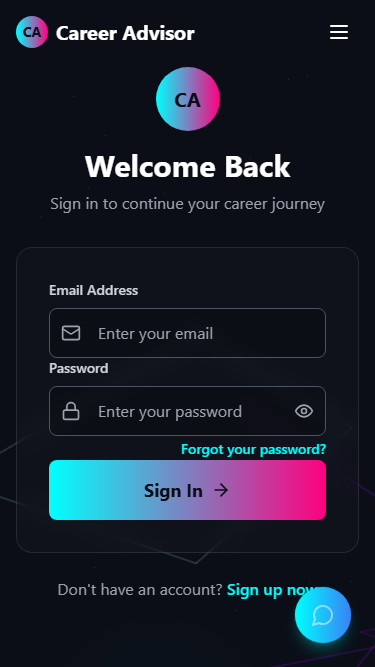 CA Career Advisor
CA
Welcome Back
Sign in to continue your career journey
Email Address
Enter your email
Password
Enter your password
Forgot your password?
Sign In →
Don't have an account? Sign up now